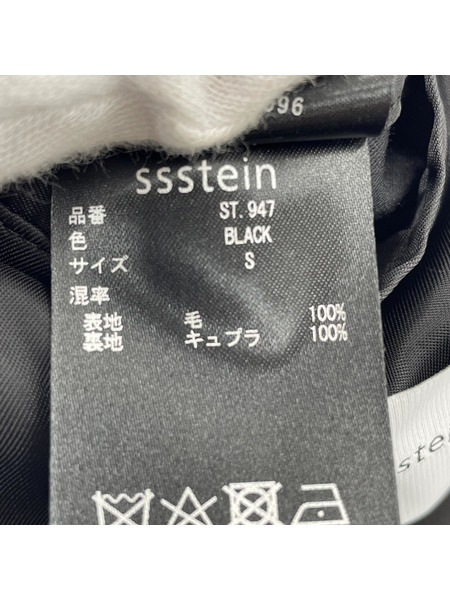 ssstein
品番 ST.947
色 BLACK
サイズ S
混率
表地 毛 100%
裏地 キュプラ 100%